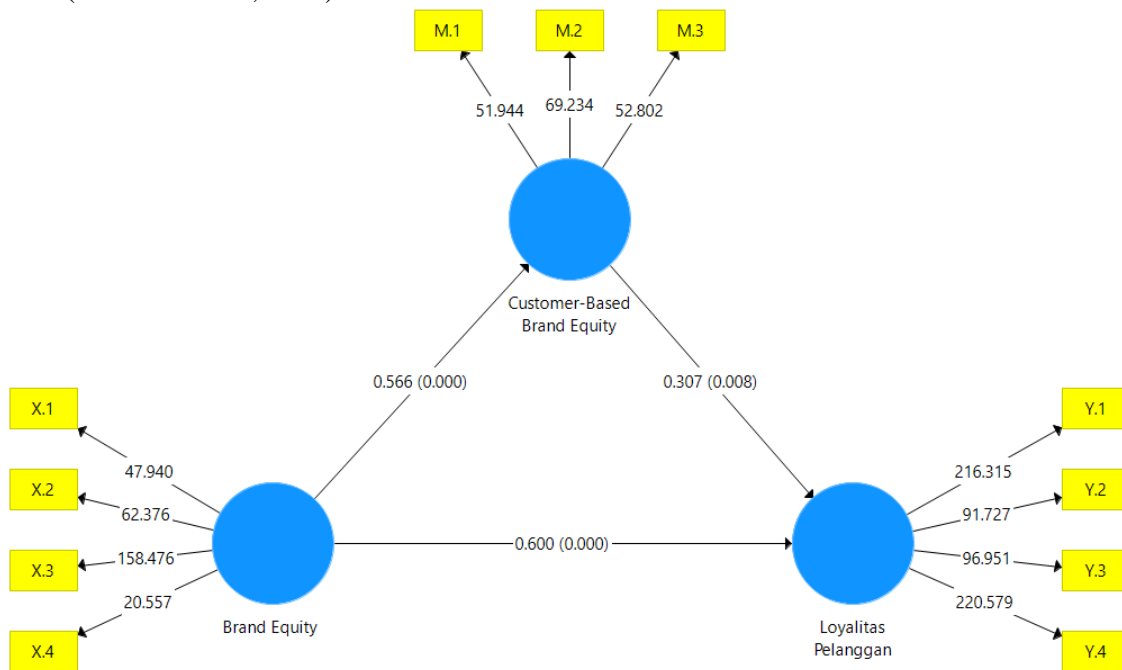 M.1
M.2
M.3
51.944
69.234
52.802
Customer-Based
Brand Equity
0.566 (0.000)
0.307 (0.008)
X.1
X.2
X.3
X.4
47.940
62.376
158.476
20.557
Brand Equity
0.600 (0.000)
Y.1
Y.2
Y.3
Y.4
216.315
91.727
96.951
220.579
Loyalitas
Pelanggan